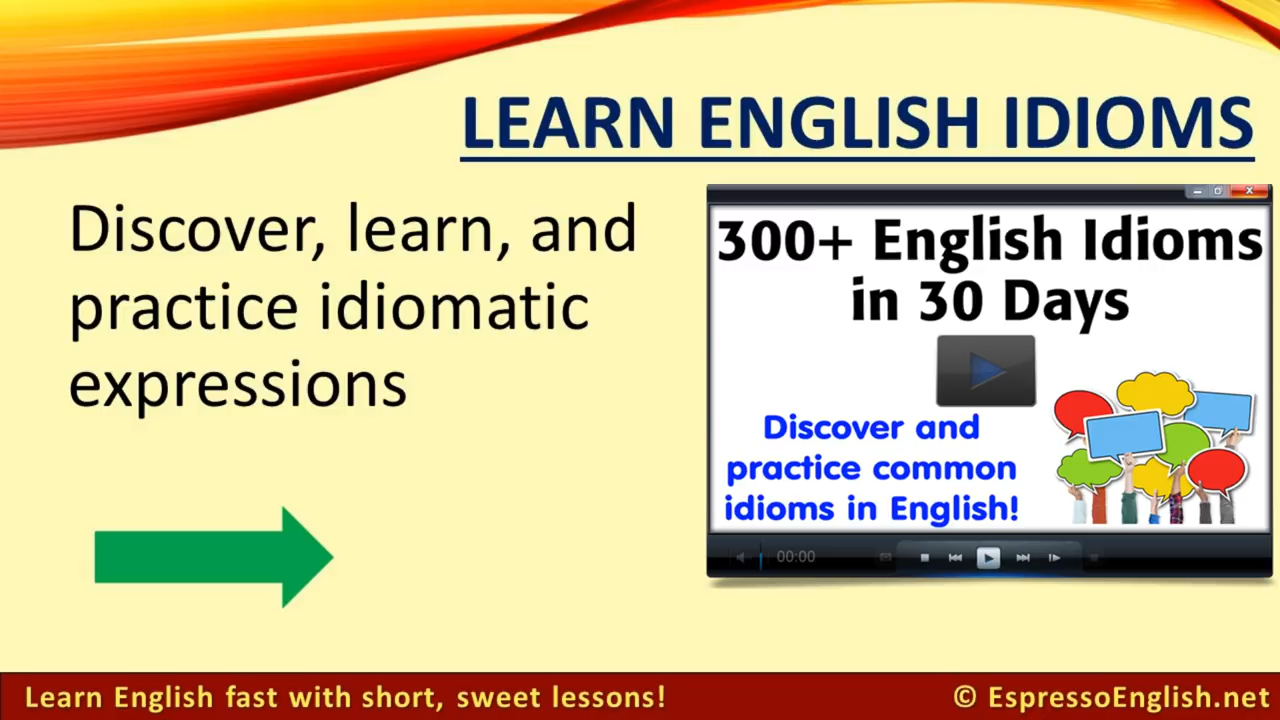 LEARN ENGLISH IDIOMS
Discover, learn, and
practice idiomatic
expressions
300+ English Idioms
in 30 Days
Discover and
practice common
idioms in English!
00:00
Learn English fast with short, sweet lessons!
© EspressoEnglish.net